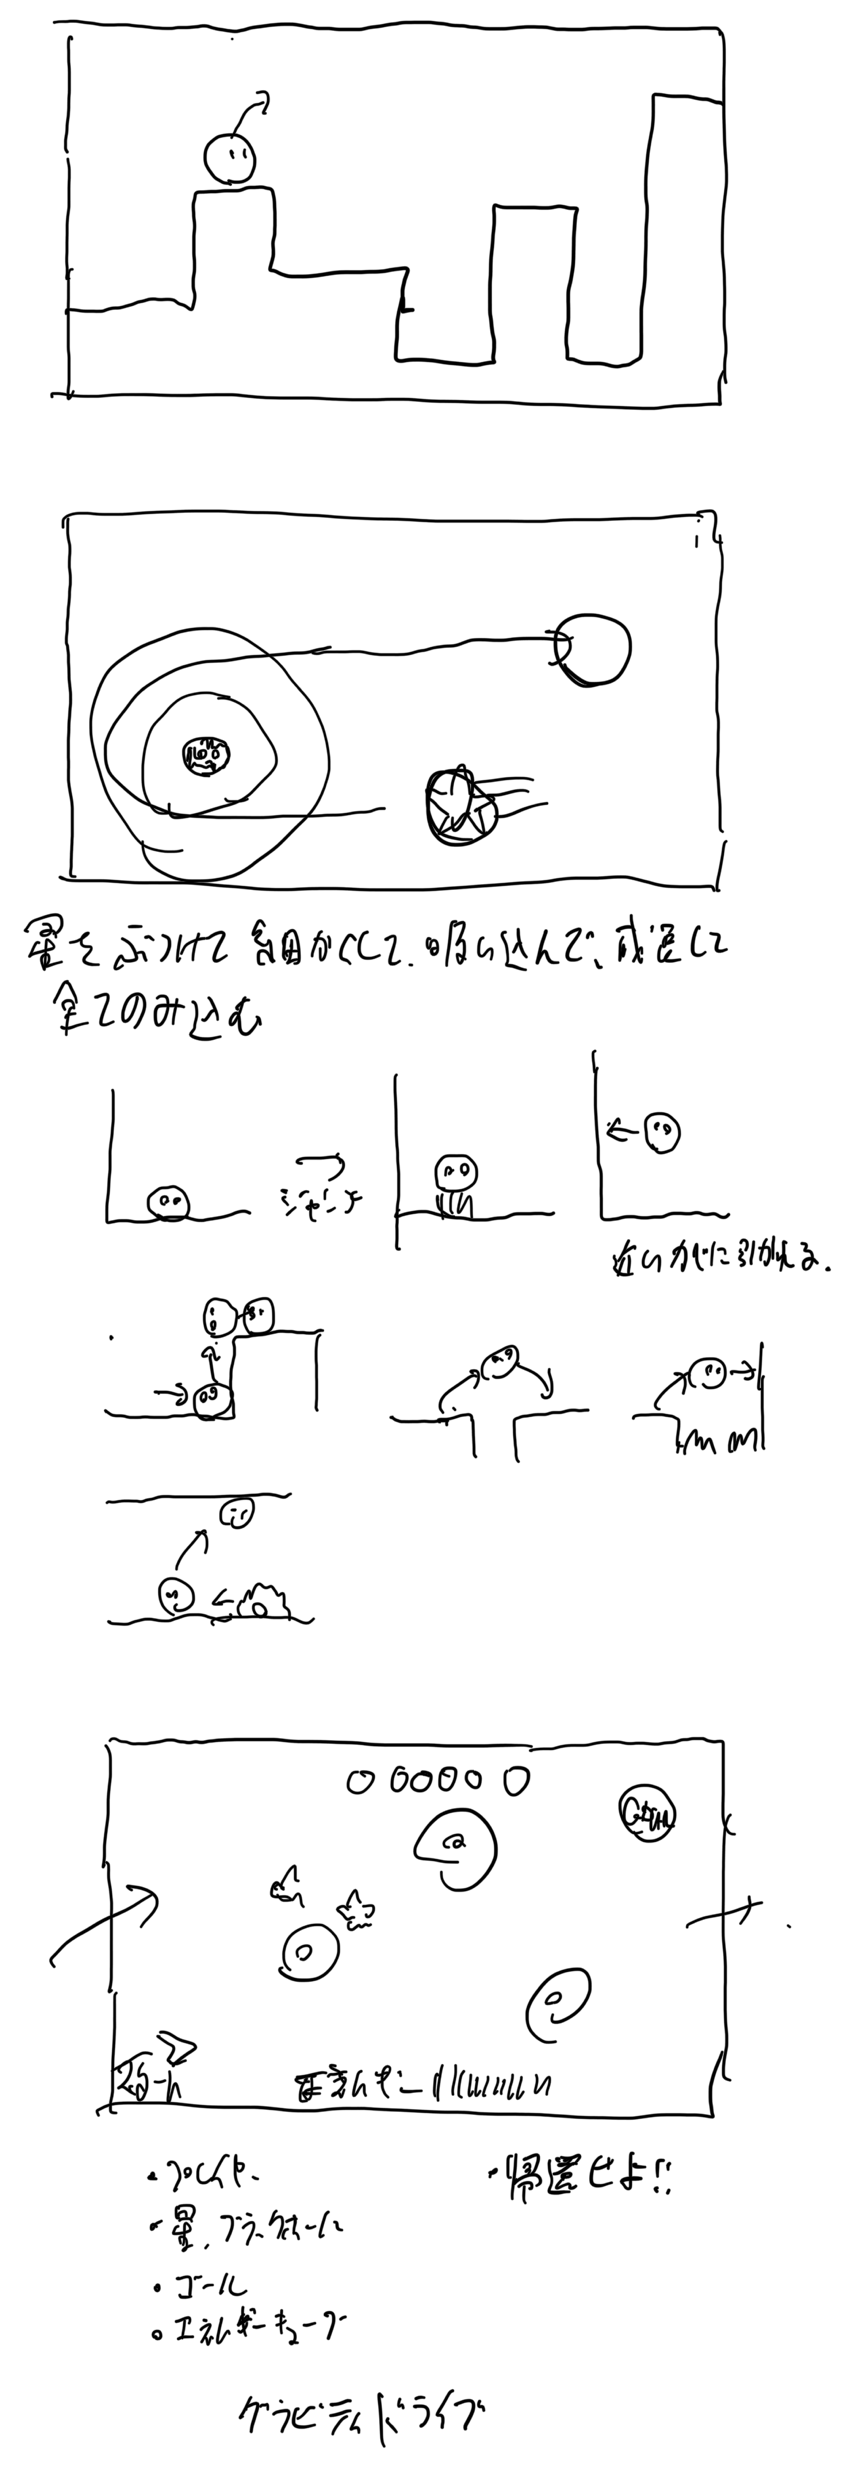 星をぶつけて細かくして、吸い込んで、成長して
全てのみ込む
ジャンプ
近いかべに引かれる.
スタート
エネルギー
・プレイヤー
・帰還せよ!!
・星、ブラックホール
・ゴール
・エネルギーキューブ
グラビティドライブ